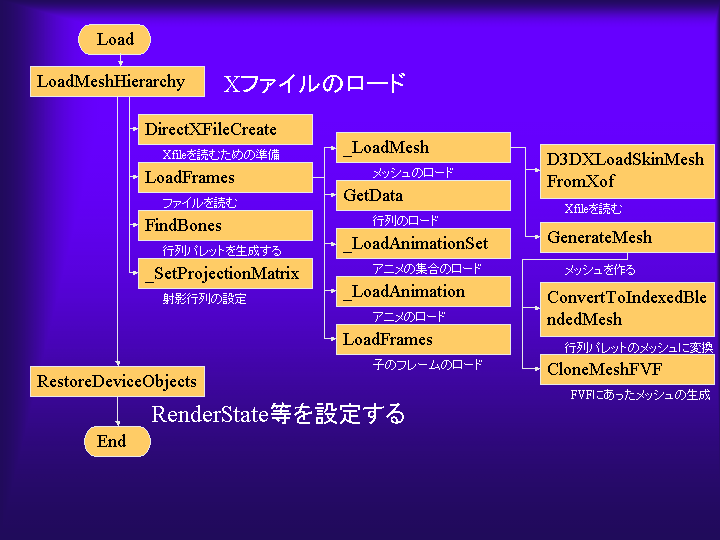 Load
LoadMeshHierarchy
Xファイルのロード
DirectXFileCreate
Xfileを読むための準備
LoadFrames
ファイルを読む
FindBones
行列パレットを生成する
_SetProjectionMatrix
射影行列の設定
_LoadMesh
メッシュのロード
GetData
行列のロード
_LoadAnimationSet
アニメの集合のロード
_LoadAnimation
アニメのロード
LoadFrames
子のフレームのロード
D3DXLoadSkinMesh
FromXof
Xfileを読む
GenerateMesh
メッシュを作る
ConvertToIndexedBle
ndedMesh
行列パレットのメッシュに変換
CloneMeshFVF
FVFにあったメッシュの生成
RestoreDeviceObjects
RenderState等を設定する
End